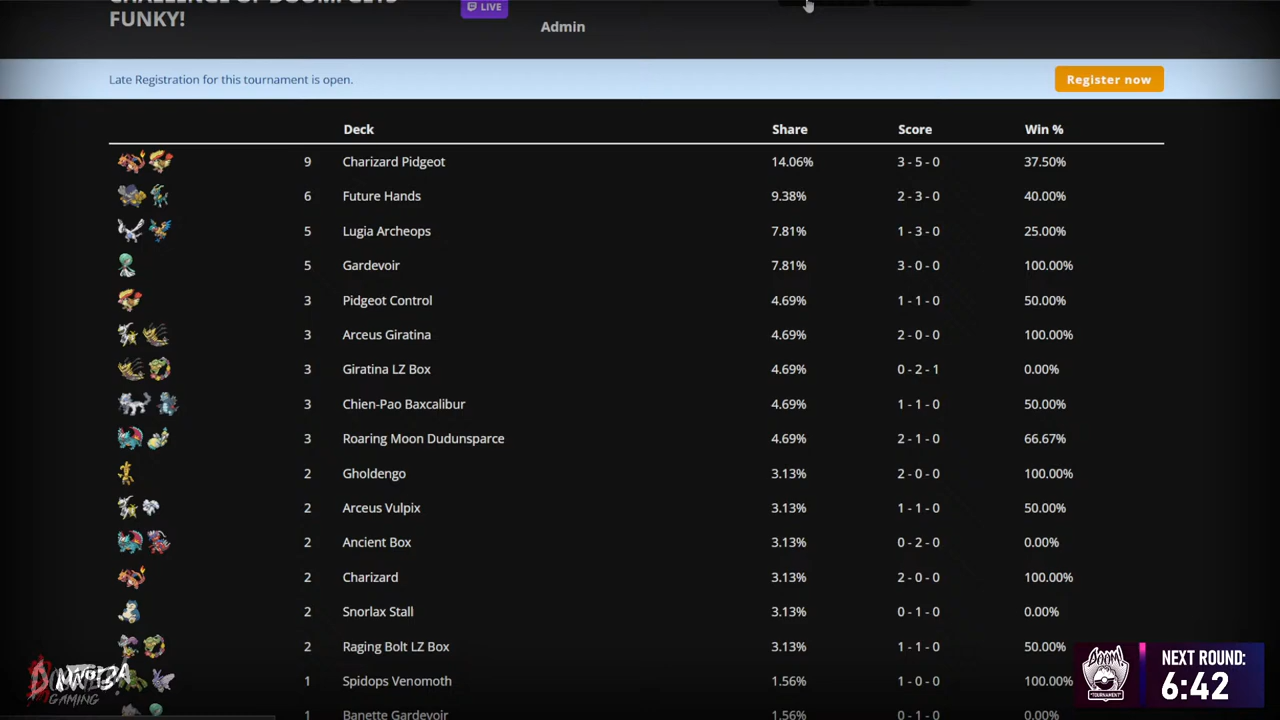 FUNKY!
LIVE
Admin
Late Registration for this tournament is open.
Register now
Deck Share Score Win %
9 Charizard Pidgeot 14.06% 3 - 5 - 0 37.50%
6 Future Hands 9.38% 2 - 3 - 0 40.00%
5 Lugia Archeops 7.81% 1 - 3 - 0 25.00%
5 Gardevoir 7.81% 3 - 0 - 0 100.00%
3 Pidgeot Control 4.69% 1 - 1 - 0 50.00%
3 Arceus Giratina 4.69% 2 - 0 - 0 100.00%
3 Giratina LZ Box 4.69% 0 - 2 - 1 0.00%
3 Chien-Pao Baxcalibur 4.69% 1 - 1 - 0 50.00%
3 Roaring Moon Dudunsparce 4.69% 2 - 1 - 0 66.67%
2 Gholdengo 3.13% 2 - 0 - 0 100.00%
2 Arceus Vulpix 3.13% 1 - 1 - 0 50.00%
2 Ancient Box 3.13% 0 - 2 - 0 0.00%
2 Charizard 3.13% 2 - 0 - 0 100.00%
2 Snorlax Stall 3.13% 0 - 1 - 0 0.00%
2 Raging Bolt LZ Box 3.13% 1 - 1 - 0 50.00%
1 Spidops Venomoth 1.56% 1 - 0 - 0 100.00%
1 Banette Gardevoir 1.56% 0 - 1 - 0 0.00%
GAMING
DOOM!
TOURNAMENT
NEXT ROUND:
6:42